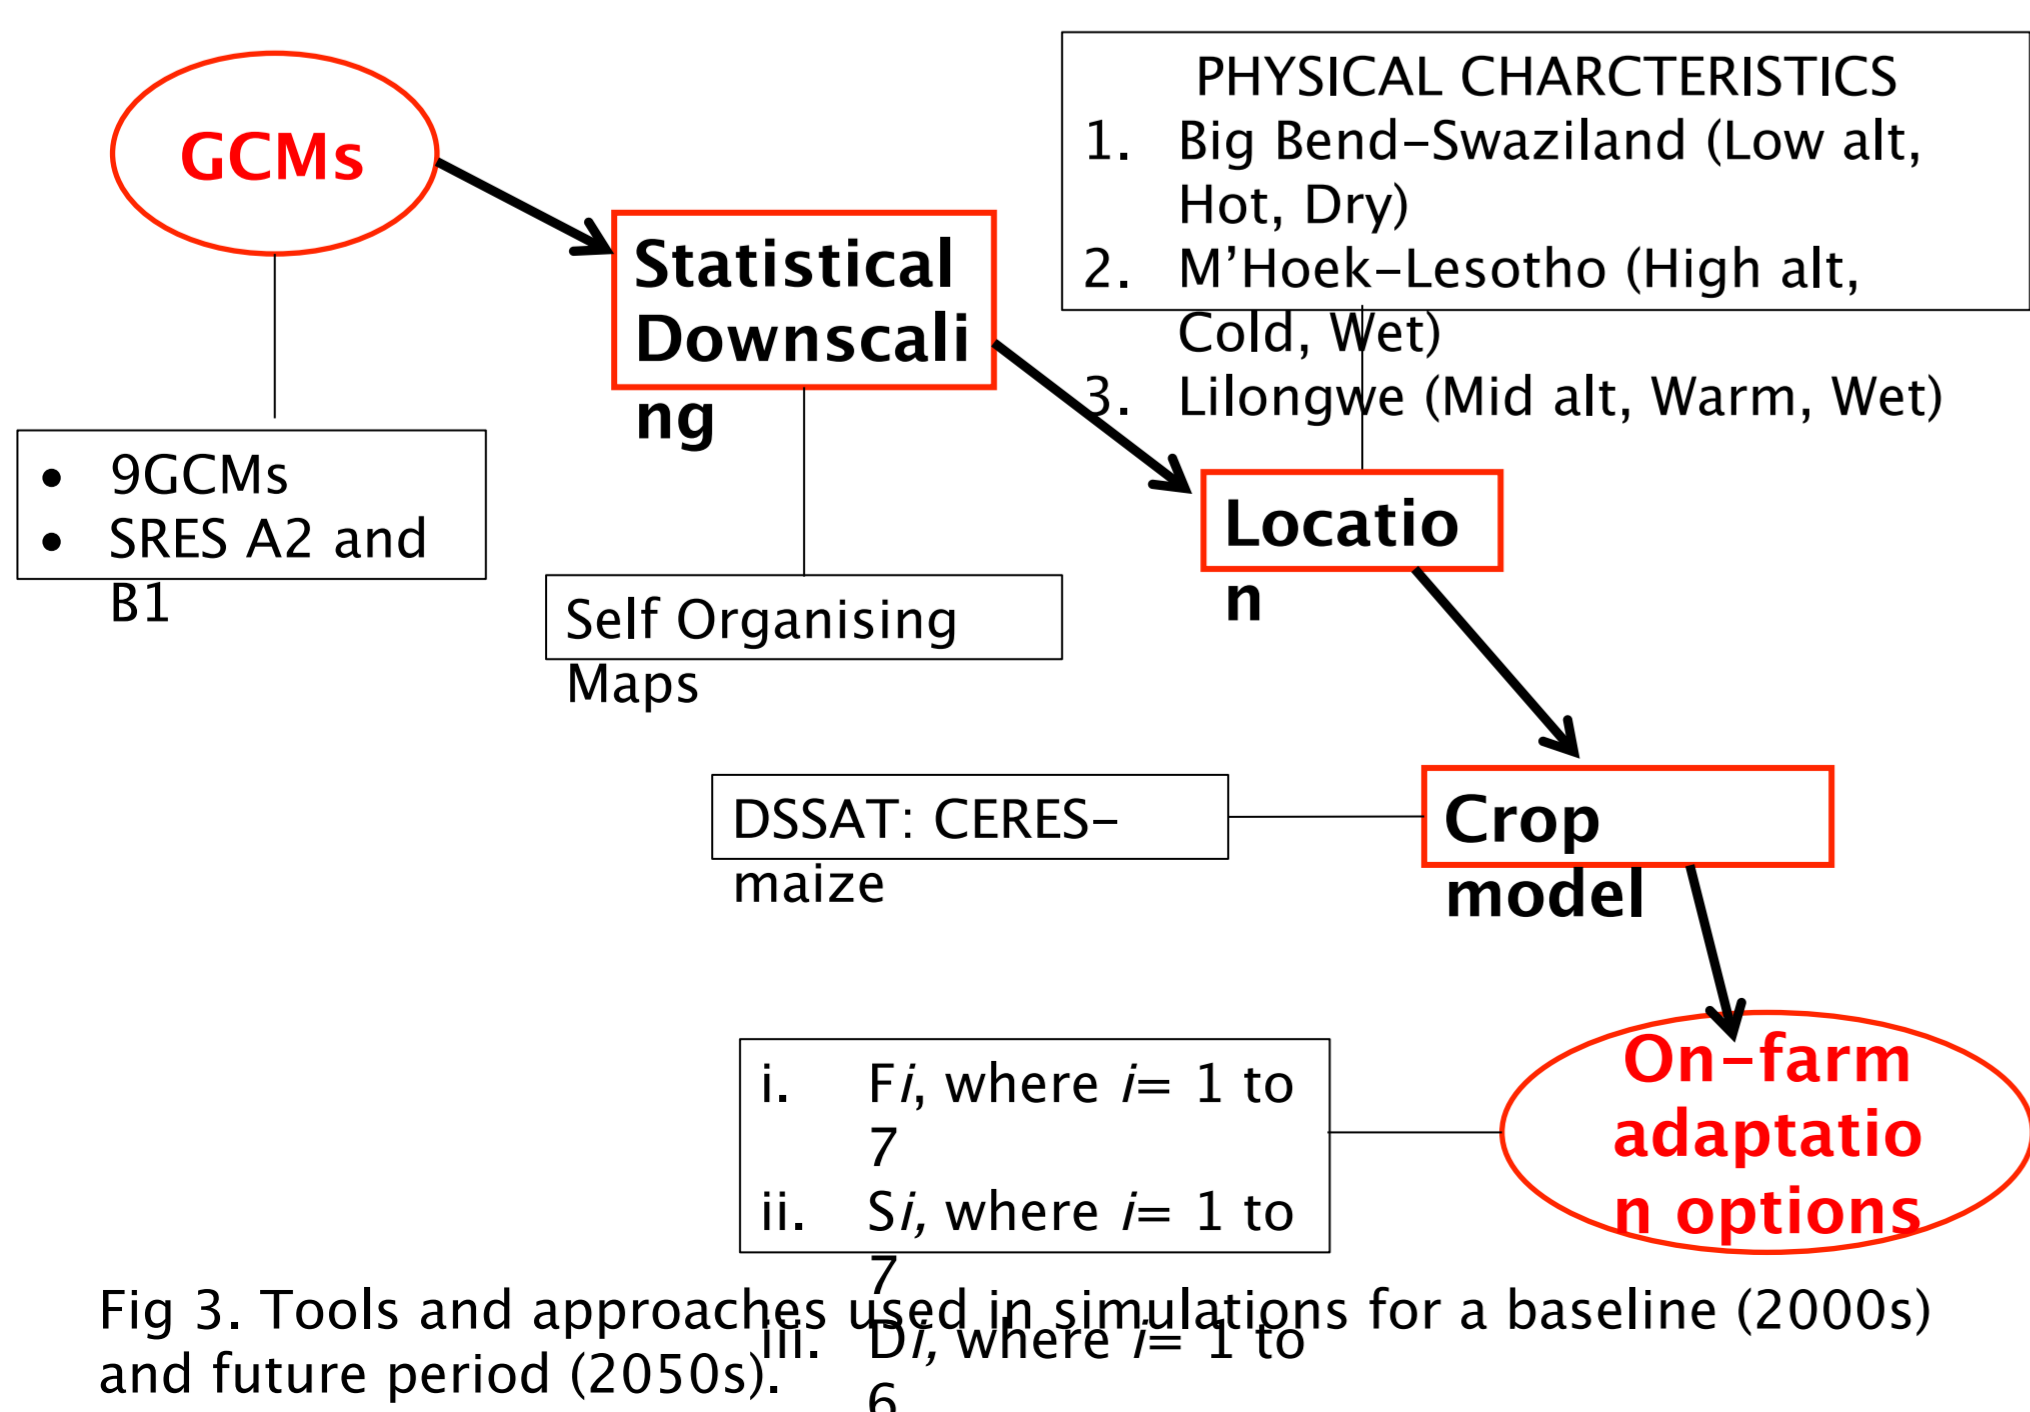 GCMs
9GCMs
SRES A2 and
B1
Statistical
Downscali
ng
Self Organising
Maps
PHYSICAL CHARCTERISTICS
1. Big Bend–Swaziland (Low alt,
Hot, Dry)
2. M’Hoek–Lesotho (High alt,
Cold, Wet)
3. Lilongwe (Mid alt, Warm, Wet)
Locatio
n
DSSAT: CERES–
maize
Crop
model
i. Fi, where i= 1 to
7
ii. Si, where i= 1 to
7
iii. Di, where i= 1 to
6
On–farm
adaptatio
n options
Fig 3. Tools and approaches used in simulations for a baseline (2000s)
and future period (2050s).